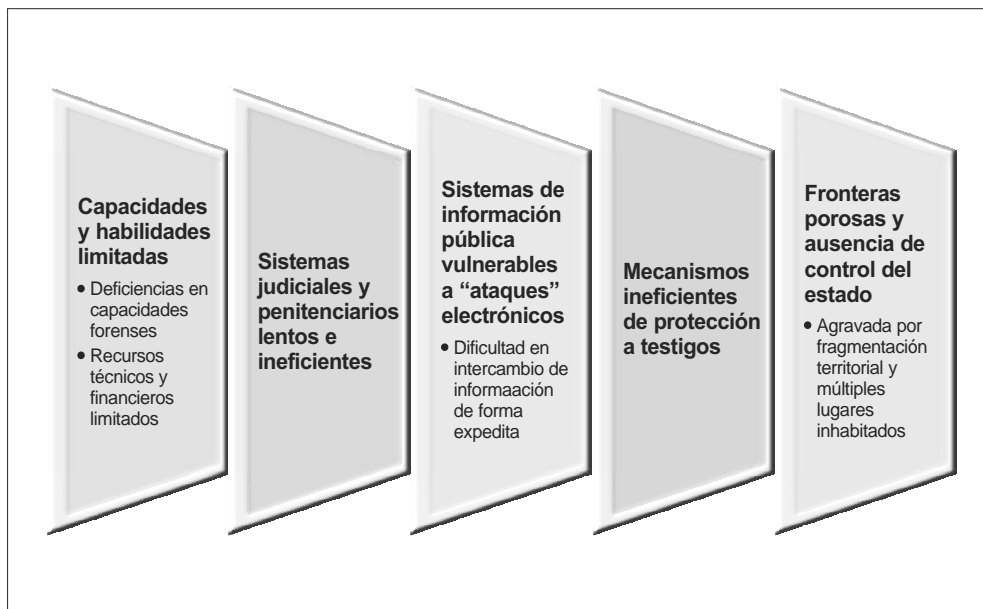 Capacidades
y habilidades
limitadas
• Deficiencias en
capacidades
forenses
• Recursos
técnicos y
financieros
limitados
Sistemas
judiciales y
penitenciarios
lentos e
ineficientes
Sistemas de
información
pública
vulnerables
a “ataques”
electrónicos
• Dificultad en
intercambio de
informaación
de forma
expedita
Mecanismos
ineficientes
de protección
a testigos
Fronteras
porosas y
ausencia de
control del
estado
• Agravada por
fragmentación
territorial y
múltiples
lugares
inhabitados